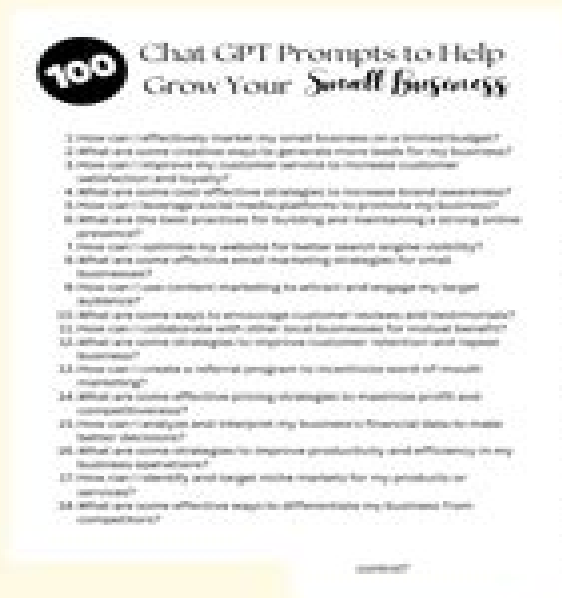 100
Chat GPT Prompts to Help
Grow Your Small Business
1. How can I effectively market my small business on a limited budget?
2. What are some creative ways to generate more leads for my business?
3. How can I improve my customer service to increase customer
satisfaction and loyalty?
4. What are some cost-effective strategies to increase brand awareness?
5. How can I leverage social media platforms to promote my business?
6. What are the best practices for building and maintaining a strong online
presence?
7. How can I optimize my website for better search engine visibility?
8. What are some effective email marketing strategies for small
businesses?
9. How can I use content marketing to attract and engage my target
audience?
10. What are some ways to encourage customer reviews and testimonials?
11. How can I collaborate with other local businesses for mutual benefit?
12. What are some strategies to improve customer retention and repeat
business?
13. How can I create a referral program to incentivize word-of-mouth
marketing?
14. What are some effective pricing strategies to maximize profit and
competitiveness?
15. How can I analyze and interpret my business's financial data to make
better decisions?
16. What are some strategies to improve productivity and efficiency in my
business operations?
17. How can I identify and target niche markets for my products or
services?
18. What are some effective ways to differentiate my business from
competitors?
control?